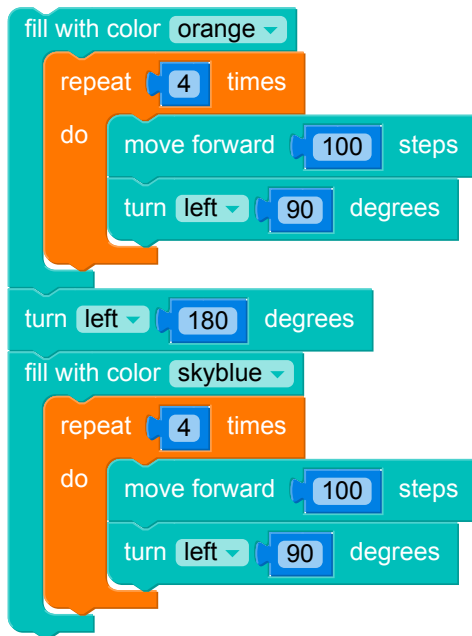 fill with color orange
repeat 4 times
do move forward 100 steps
turn left 90 degrees
turn left 180 degrees
fill with color skyblue
repeat 4 times
do move forward 100 steps
turn left 90 degrees